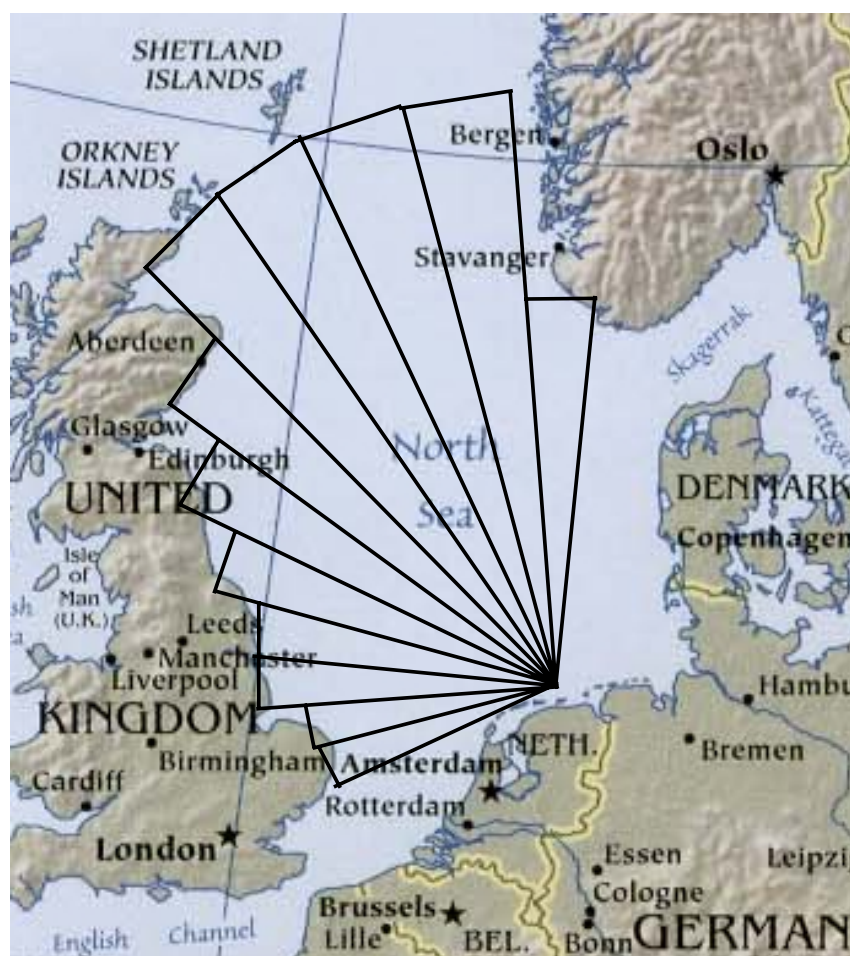 SHETLAND
ISLANDS
ORKNEY
ISLANDS
Bergen
Oslo
Stavanger
Skagerrak
Aberdeen
Glasgow
Edinburgh
North
Sea
UNITED
DENMARK
Copenhagen
Isle
of
Man
(U.K.)
Leeds
Manchester
Liverpool
Hambu
KINGDOM
NETH.
Bremen
Birmingham
Amsterdam
Cardiff
Rotterdam
London
Essen
Leipzi
Cologne
Brussels
English
Channel
Lille
BEL.
Bonn
GERMAN